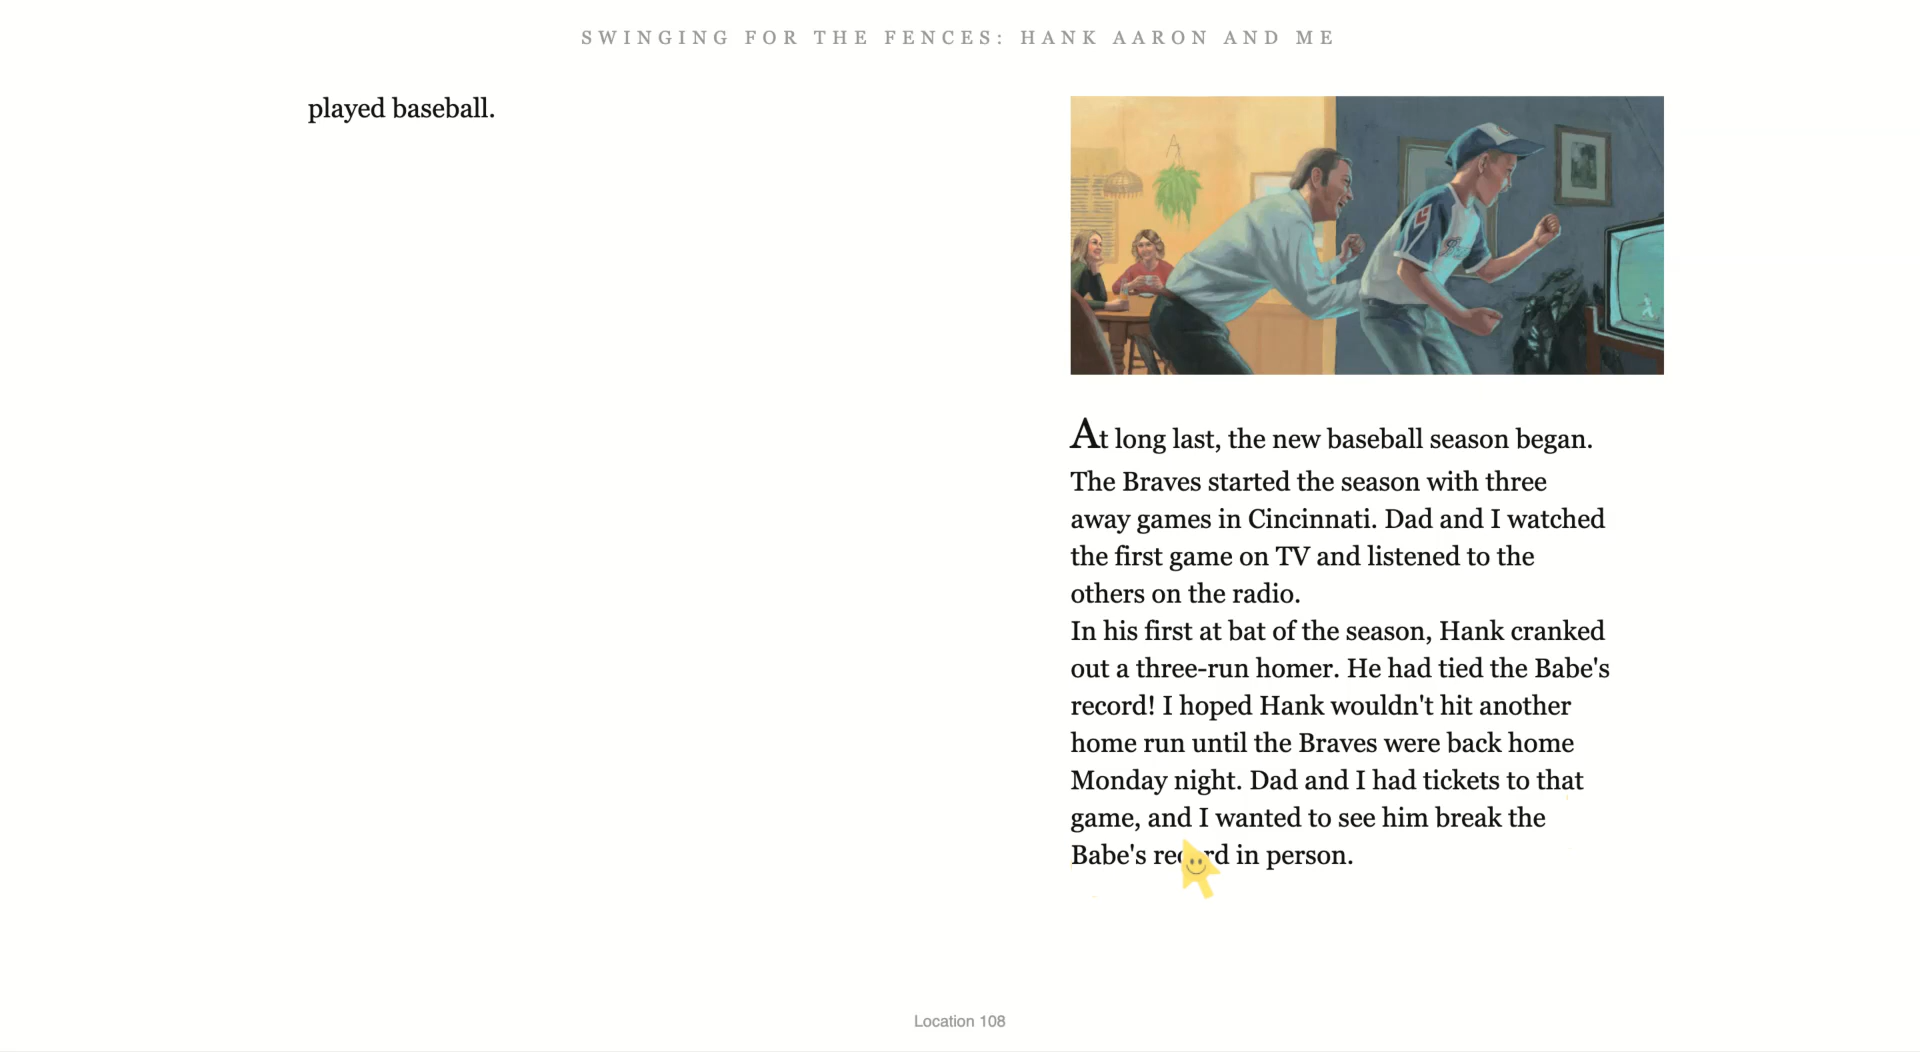 SWINGING FOR THE FENCES: HANK AARON AND ME
played baseball.
At long last, the new baseball season began.
The Braves started the season with three
away games in Cincinnati. Dad and I watched
the first game on TV and listened to the
others on the radio.
In his first at bat of the season, Hank cranked
out a three-run homer. He had tied the Babe's
record! I hoped Hank wouldn't hit another
home run until the Braves were back home
Monday night. Dad and I had tickets to that
game, and I wanted to see him break the
Babe's record in person.
Location 108